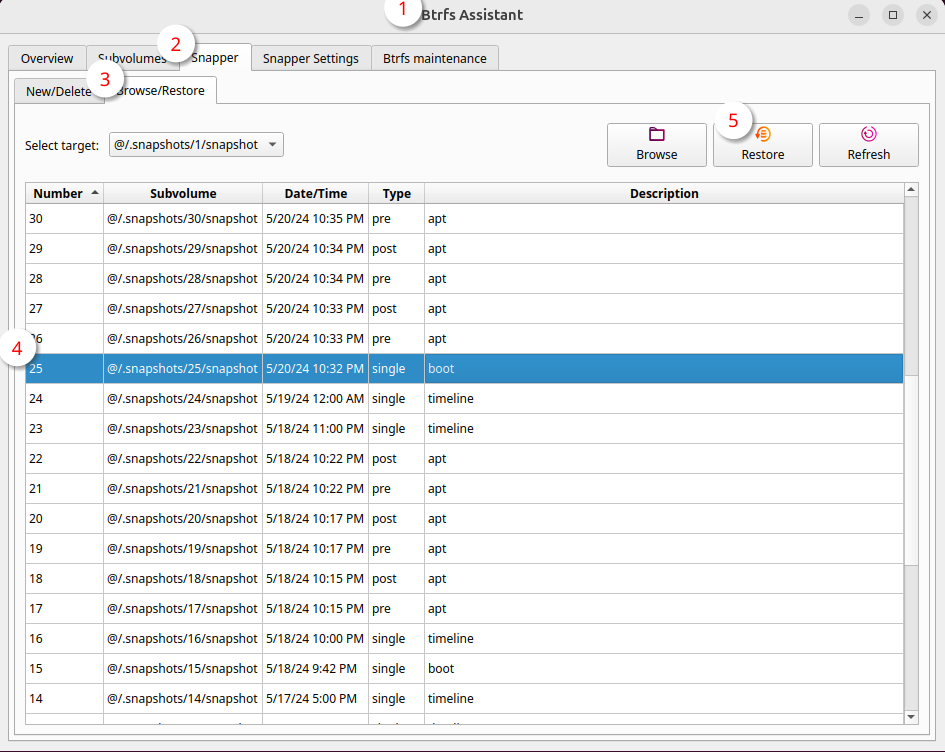 1 Btrfs Assistant
2
Overview Subvolumes Snapper Snapper Settings Btrfs maintenance
3
New/Delete Browse/Restore
5
Select target: @/.snapshots/1/snapshot Browse Restore Refresh
Number Subvolume Date/Time Type Description
30 @/.snapshots/30/snapshot 5/20/24 10:35 PM pre apt
29 @/.snapshots/29/snapshot 5/20/24 10:34 PM post apt
28 @/.snapshots/28/snapshot 5/20/24 10:34 PM pre apt
27 @/.snapshots/27/snapshot 5/20/24 10:33 PM post apt
26 @/.snapshots/26/snapshot 5/20/24 10:33 PM pre apt
4
25 @/.snapshots/25/snapshot 5/20/24 10:32 PM single boot
24 @/.snapshots/24/snapshot 5/19/24 12:00 AM single timeline
23 @/.snapshots/23/snapshot 5/18/24 11:00 PM single timeline
22 @/.snapshots/22/snapshot 5/18/24 10:22 PM post apt
21 @/.snapshots/21/snapshot 5/18/24 10:22 PM pre apt
20 @/.snapshots/20/snapshot 5/18/24 10:17 PM post apt
19 @/.snapshots/19/snapshot 5/18/24 10:17 PM pre apt
18 @/.snapshots/18/snapshot 5/18/24 10:15 PM post apt
17 @/.snapshots/17/snapshot 5/18/24 10:15 PM pre apt
16 @/.snapshots/16/snapshot 5/18/24 10:00 PM single timeline
15 @/.snapshots/15/snapshot 5/18/24 9:42 PM single boot
14 @/.snapshots/14/snapshot 5/17/24 5:00 PM single timeline